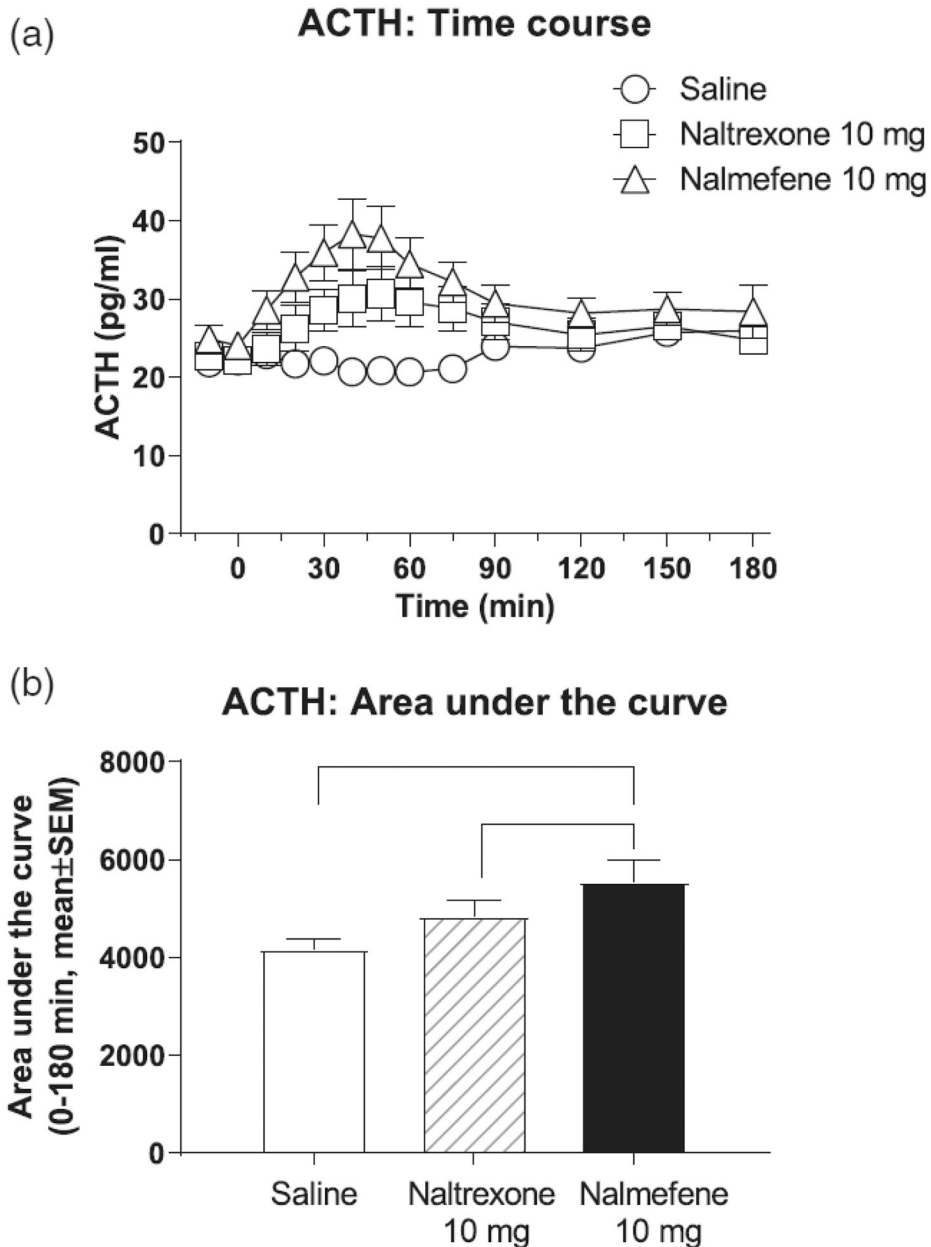 (a)
ACTH: Time course
Saline
Naltrexone 10 mg
Nalmefene 10 mg
ACTH (pg/ml)
50
40
30
20
10
0
0 30 60 90 120 150 180
Time (min)
(b)
ACTH: Area under the curve
Area under the curve
(0-180 min, mean±SEM)
8000
6000
4000
2000
0
Saline Naltrexone Nalmefene
10 mg 10 mg